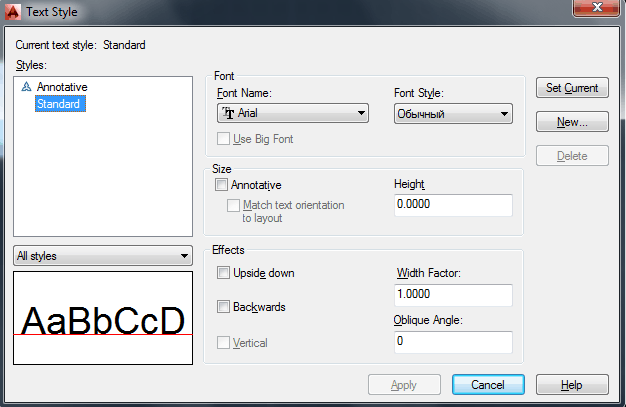 Text Style
Current text style: Standard
Styles:
Annotative
Standard
All styles
AaBbCcD
Font
Font Name:
Arial
Font Style:
Обычный
Use Big Font
Size
Annotative
Match text orientation
to layout
Height
0.0000
Effects
Upside down
Backwards
Vertical
Width Factor:
1.0000
Oblique Angle:
0
Set Current
New...
Delete
Apply
Cancel
Help